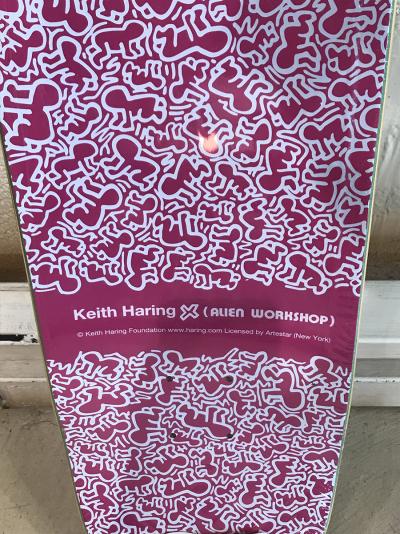 Keith Haring X (ALIEN WORKSHOP)
© Keith Haring Foundation www.haring.com Licensed by Artestar (New York)